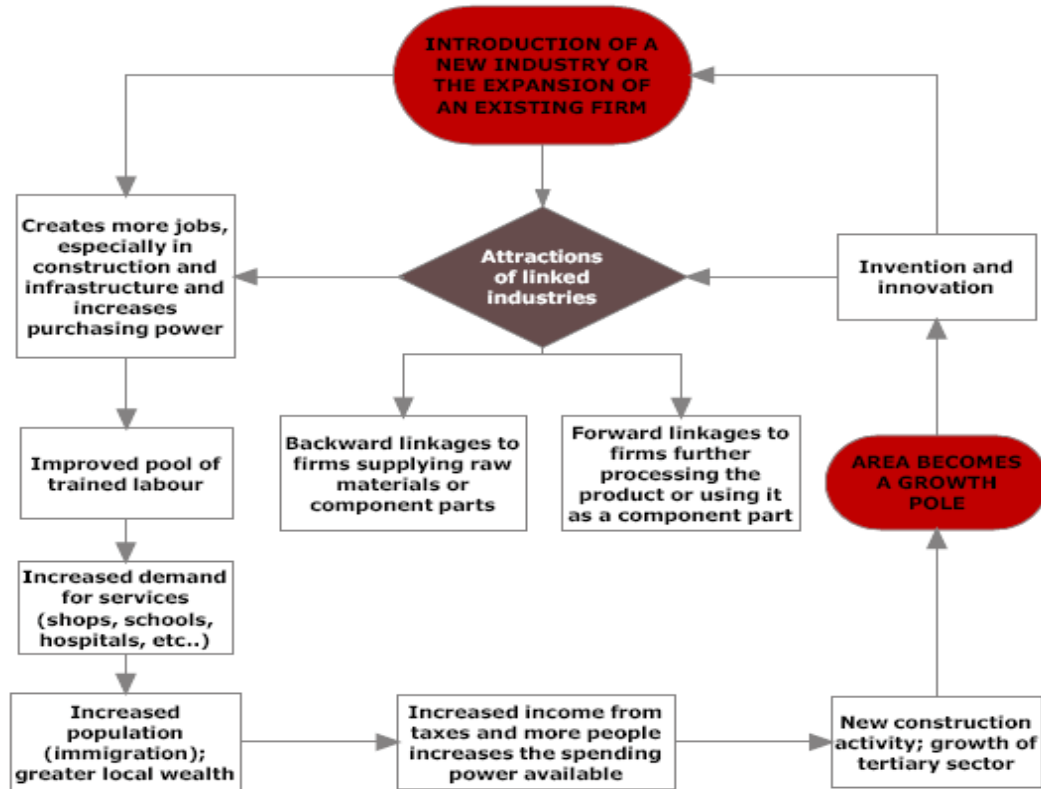 INTRODUCTION OF A
NEW INDUSTRY OR
THE EXPANSION OF
AN EXISTING FIRM
Creates more jobs,
especially in
construction and
infrastructure and
increases
purchasing power
Attractions
of linked
industries
Invention and
innovation
Improved pool of
trained labour
Backward linkages to
firms supplying raw
materials or
component parts
Forward linkages to
firms further
processing the
product or using it
as a component part
AREA BECOMES
A GROWTH
POLE
Increased demand
for services
(shops, schools,
hospitals, etc..)
Increased
population
(immigration);
greater local wealth
Increased income from
taxes and more people
increases the spending
power available
New construction
activity; growth of
tertiary sector